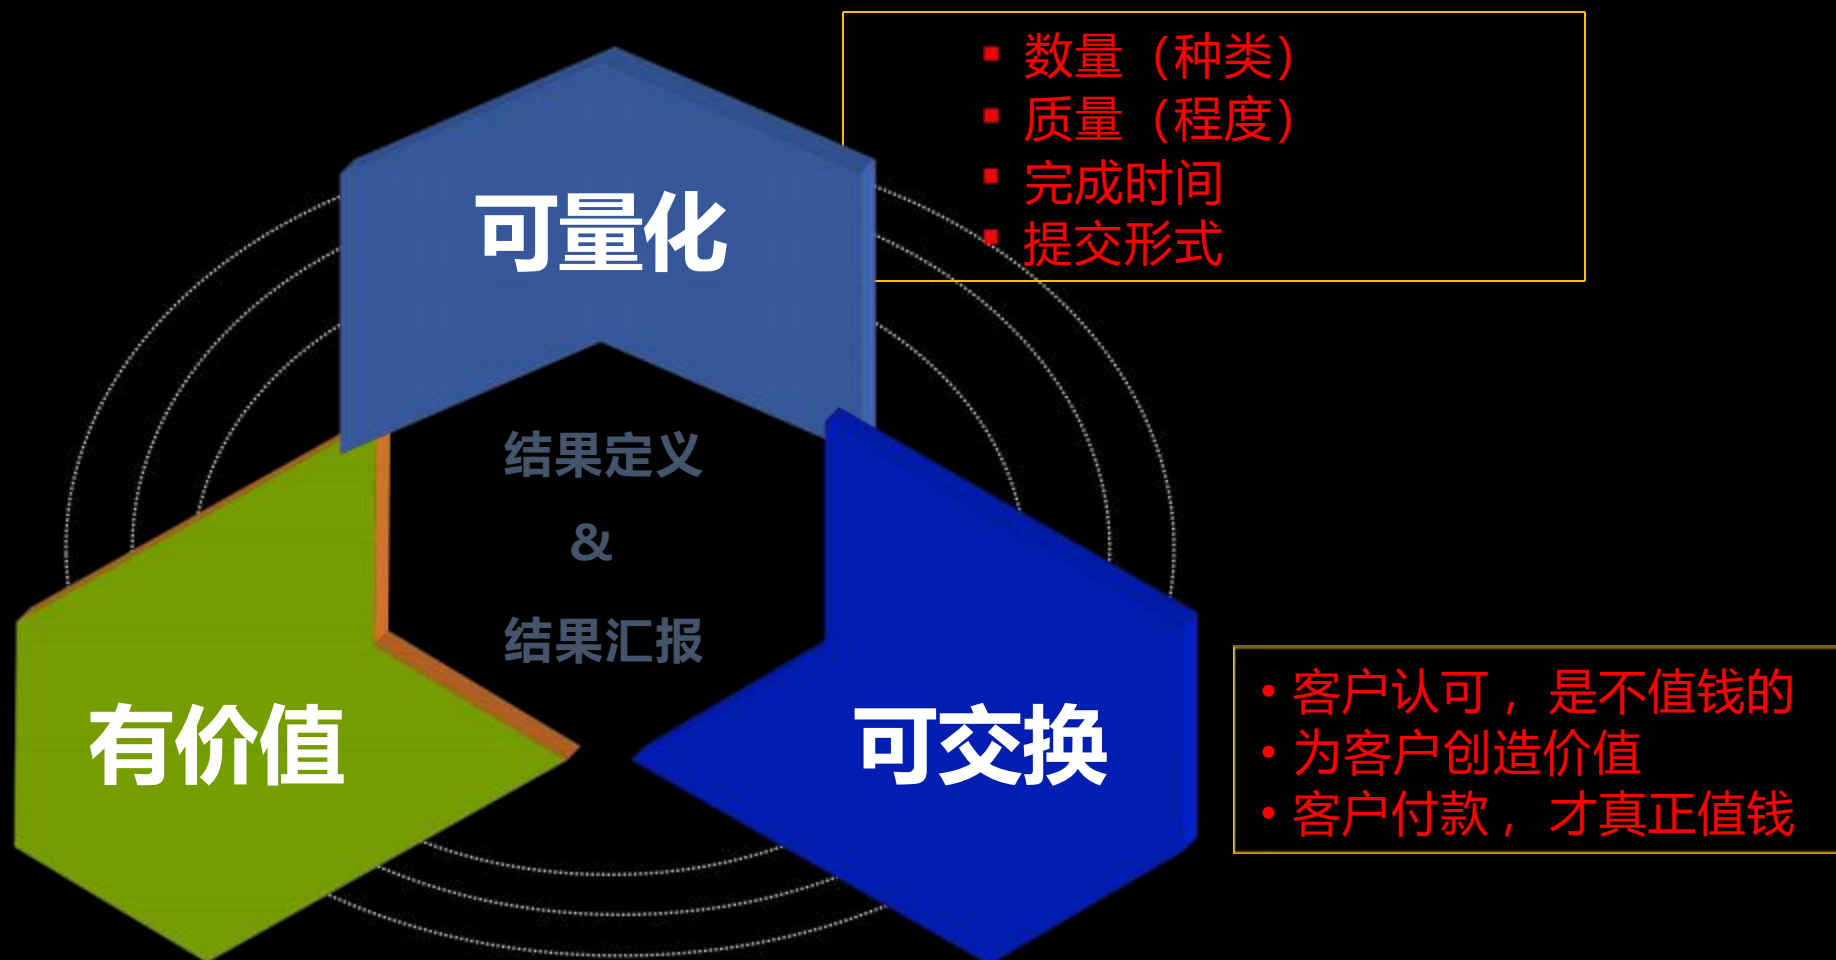 数量（种类）
质量（程度）
完成时间
提交形式
可量化
结果定义
&
结果汇报
有价值
可交换
客户认可，是不值钱的
为客户创造价值
客户付款，才真正值钱